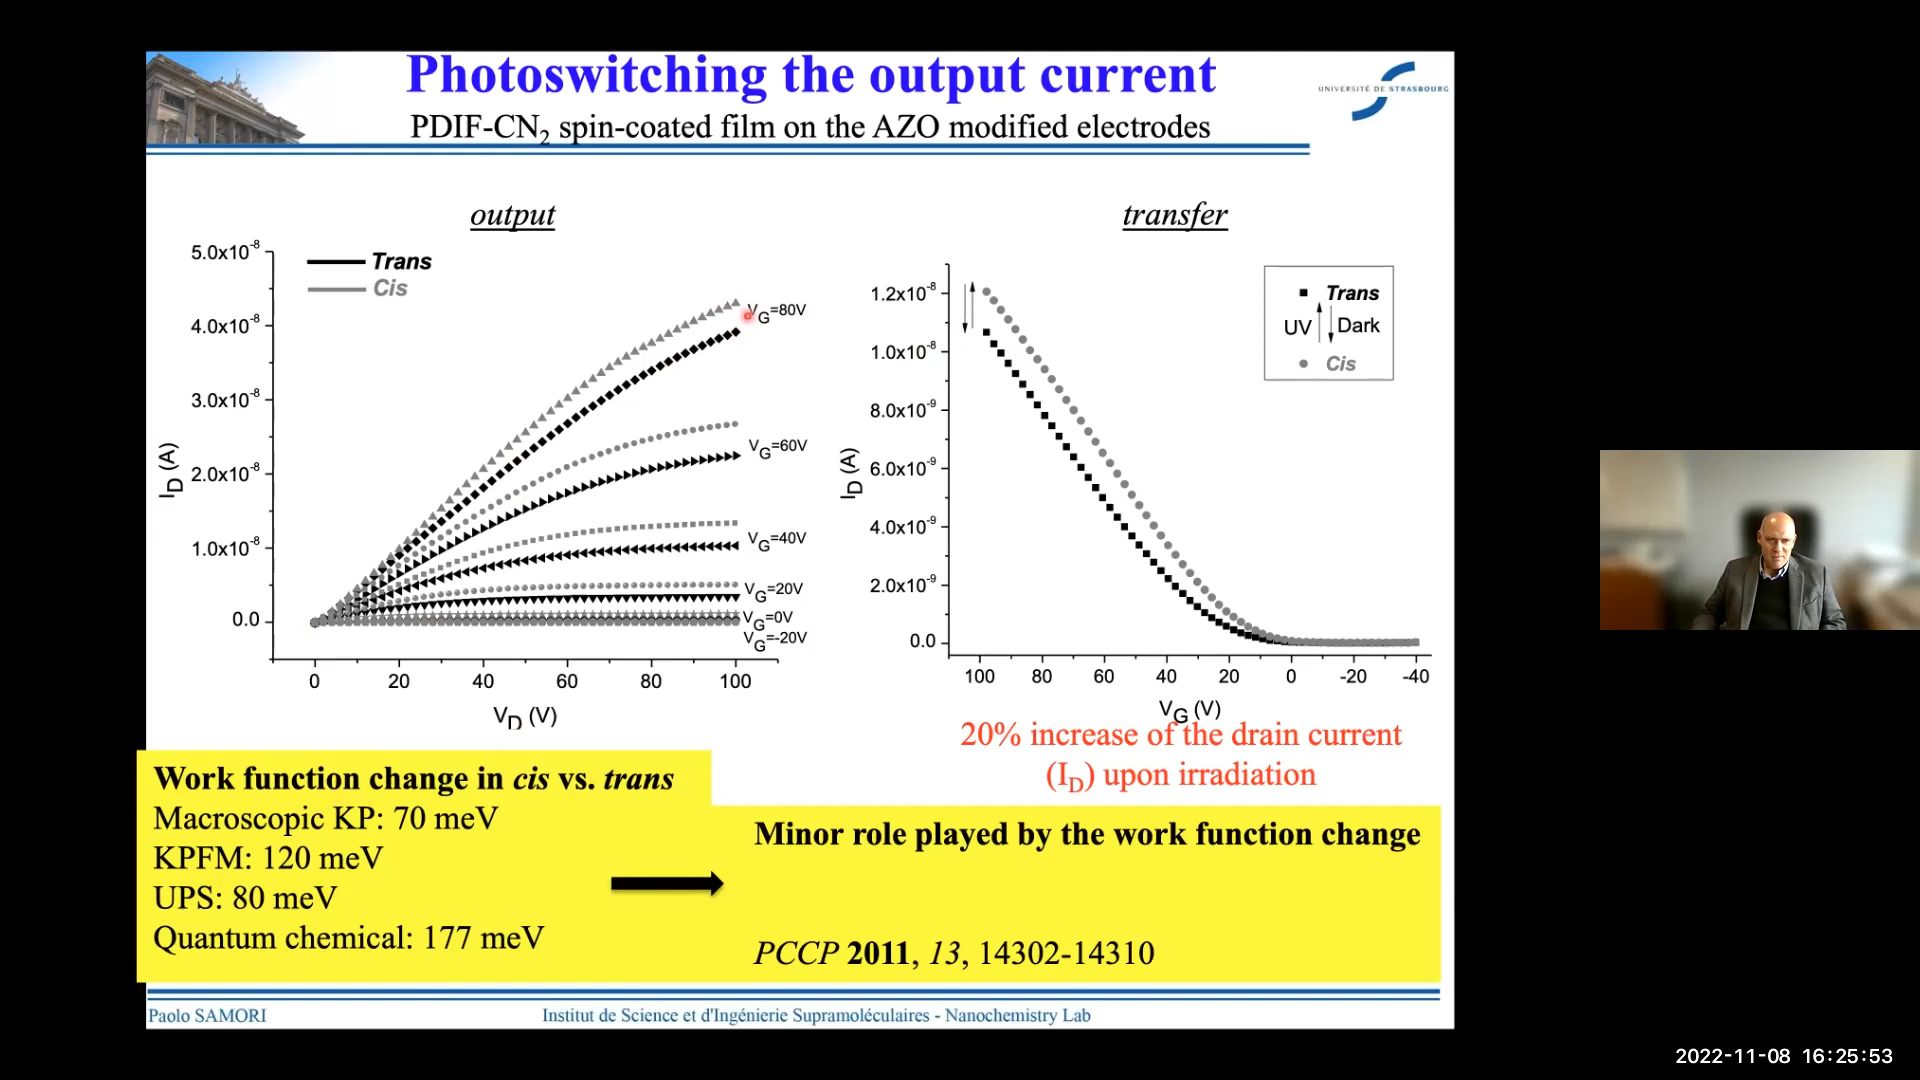 Photoswitching the output current
PDIF-CN2 spin-coated film on the AZO modified electrodes
UNIVERSITÉ DE STRASBOURG
output
5.0x10-8
4.0x10-8
3.0x10-8
2.0x10-8
1.0x10-8
0.0
ID (A)
Trans
Cis
VG=80V
VG=60V
VG=40V
VG=20V
VG=0V
VG=-20V
0 20 40 60 80 100
VD (V)
transfer
1.2x10-8
1.0x10-8
8.0x10-9
6.0x10-9
4.0x10-9
2.0x10-9
0.0
ID (A)
Trans
UV Dark
Cis
100 80 60 40 20 0 -20 -40
VG (V)
20% increase of the drain current
(ID) upon irradiation
Work function change in cis vs. trans
Macroscopic KP: 70 meV
KPFM: 120 meV
UPS: 80 meV
Quantum chemical: 177 meV
Minor role played by the work function change
PCCP 2011, 13, 14302-14310
Paolo SAMORI
Institut de Science et d'Ingénierie Supramoléculaires - Nanochemistry Lab
2022-11-08 16:25:53